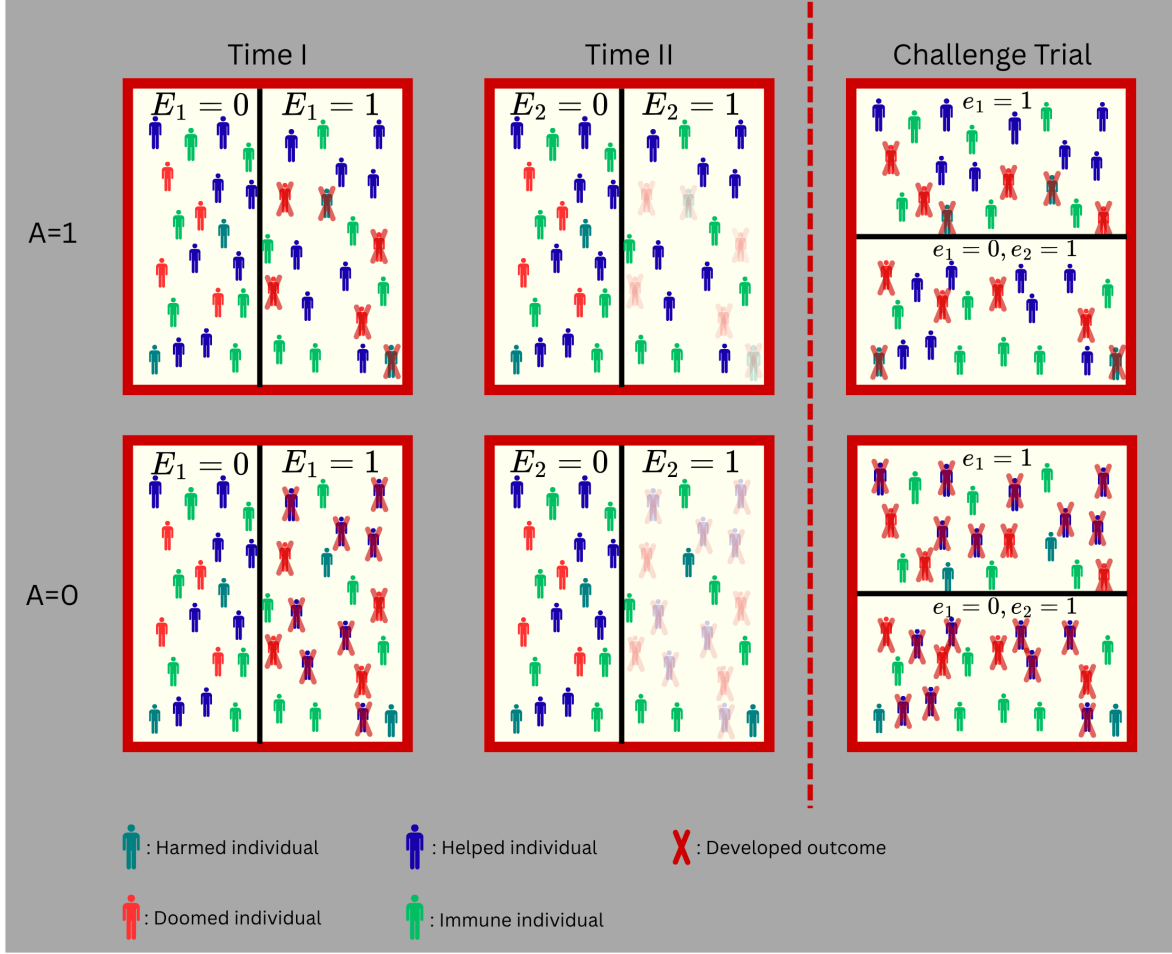 Time I
Time II
Challenge Trial
A=1
E₁ = 0
E₁ = 1
E₂ = 0
E₂ = 1
e₁ = 1
e₁ = 0, e₂ = 1
A=0
E₁ = 0
E₁ = 1
E₂ = 0
E₂ = 1
e₁ = 1
e₁ = 0, e₂ = 1
: Harmed individual
: Helped individual
: Developed outcome
: Doomed individual
: Immune individual